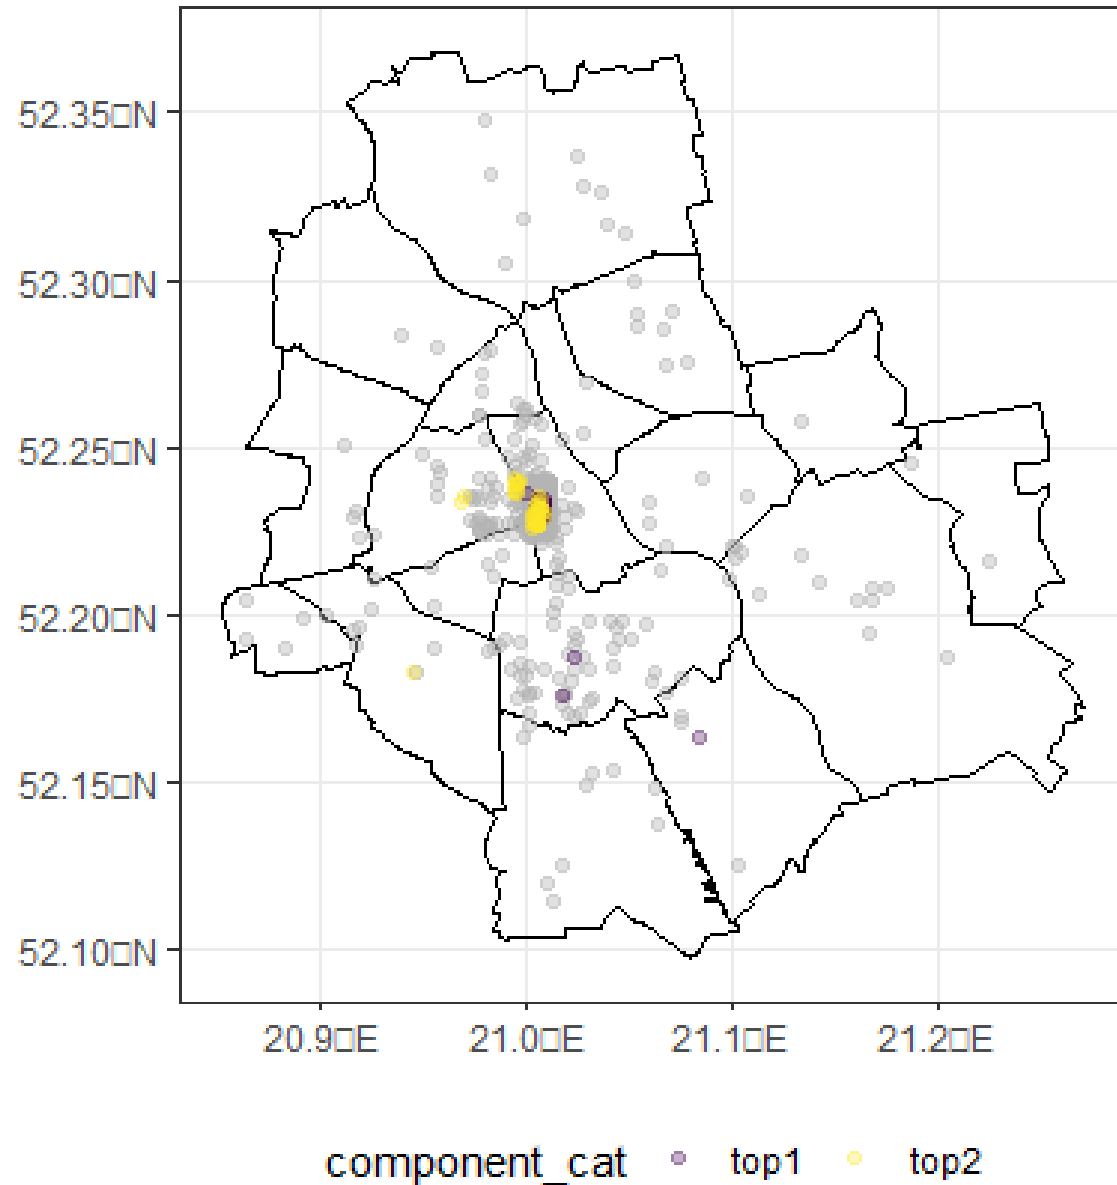 52.35□N
52.30□N
52.25□N
52.20□N
52.15□N
52.10□N
20.9□E 21.0□E 21.1□E 21.2□E
component_cat top1 top2